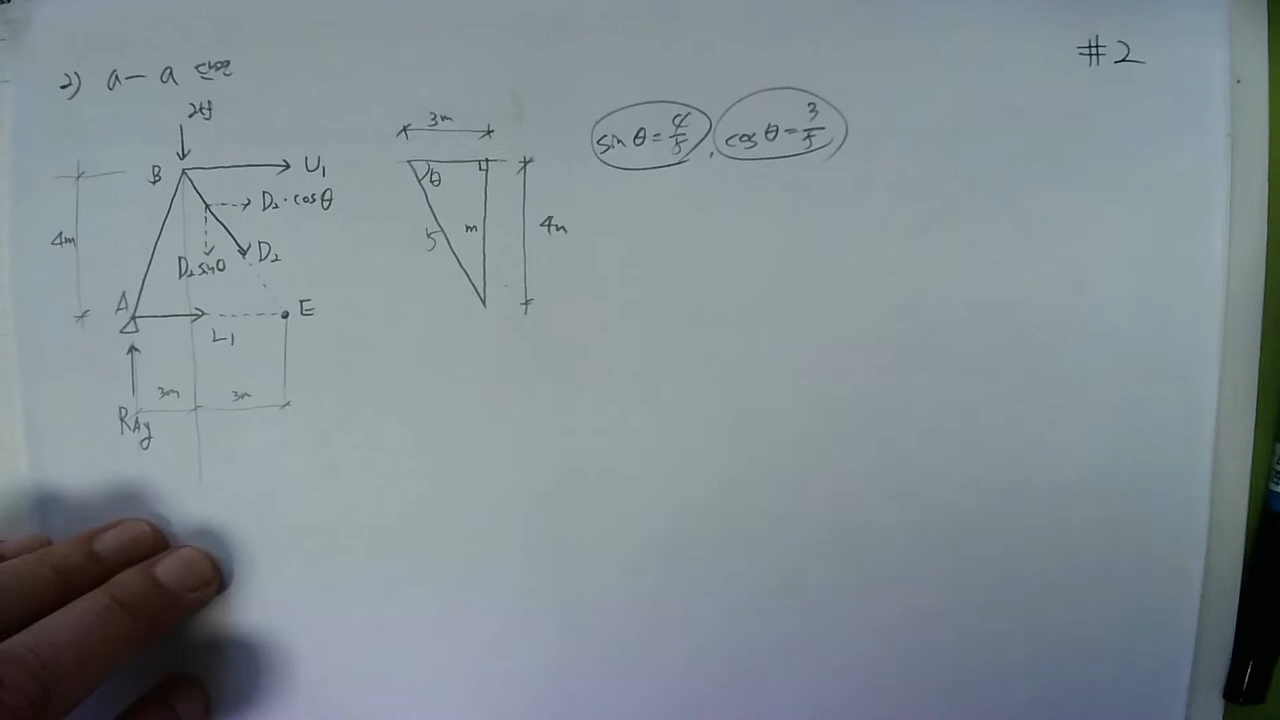 #2
2) a-a 단면
2tf
B
U₁
D₂·cosθ
D₂
D₂sinθ
4m
A
E
L₁
3m
3m
RAy
3m
θ
5
m
4m
sinθ=4/5, cosθ=3/5